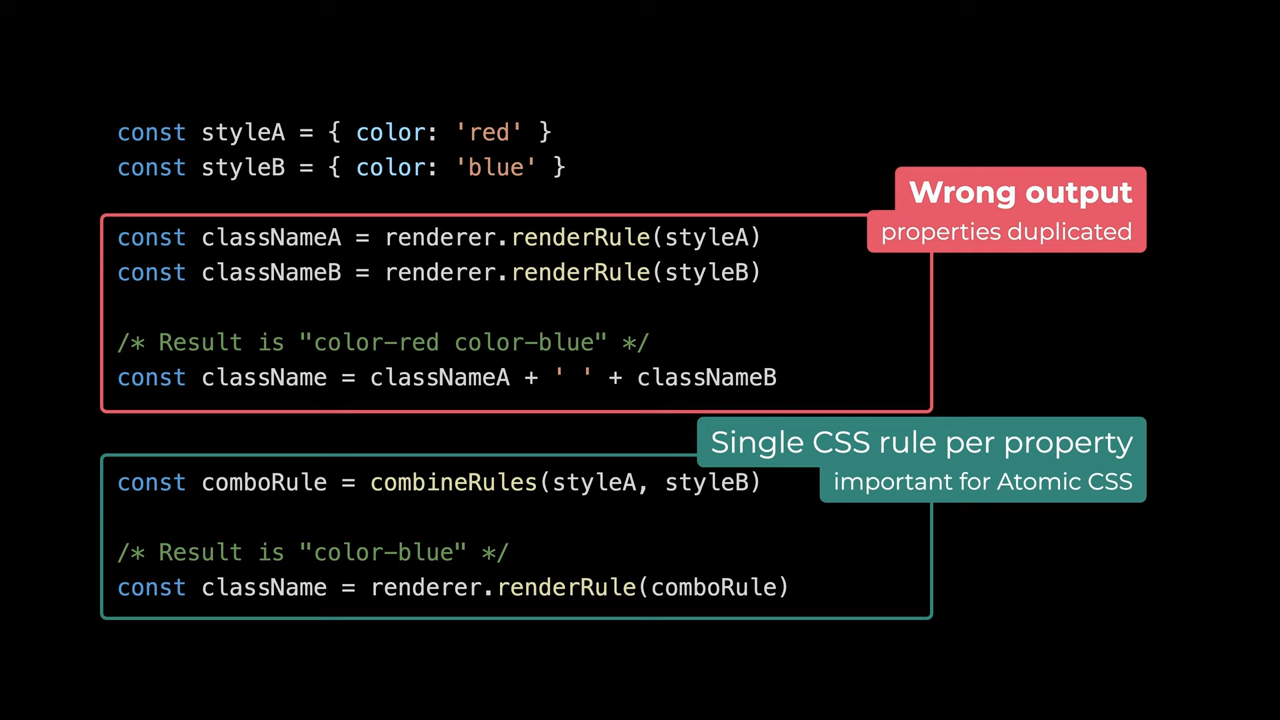 const styleA = { color: 'red' }
const styleB = { color: 'blue' }
Wrong output
properties duplicated
const classNameA = renderer.renderRule(styleA)
const classNameB = renderer.renderRule(styleB)
/* Result is "color-red color-blue" */
const className = classNameA + ' ' + classNameB
Single CSS rule per property
important for Atomic CSS
const comboRule = combineRules(styleA, styleB)
/* Result is "color-blue" */
const className = renderer.renderRule(comboRule)